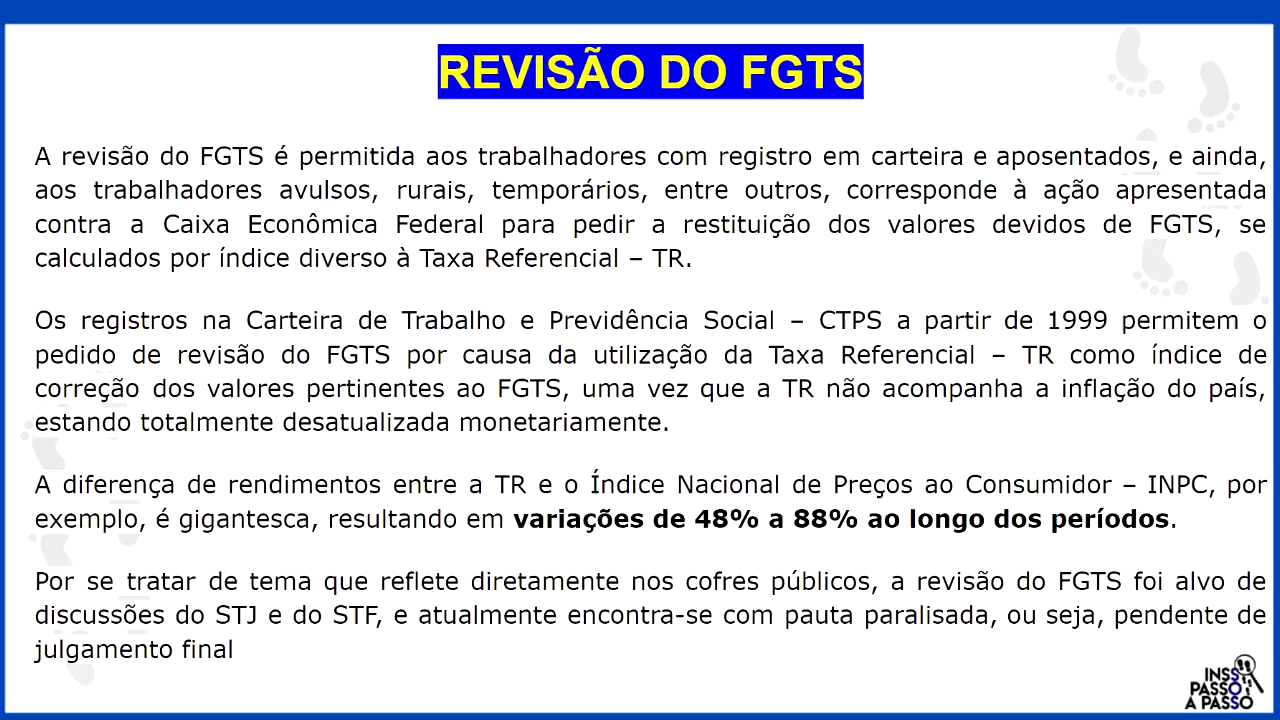 REVISÃO DO FGTS
A revisão do FGTS é permitida aos trabalhadores com registro em carteira e aposentados, e ainda,
aos trabalhadores avulsos, rurais, temporários, entre outros, corresponde à ação apresentada
contra a Caixa Econômica Federal para pedir a restituição dos valores devidos de FGTS, se
calculados por índice diverso à Taxa Referencial – TR.
Os registros na Carteira de Trabalho e Previdência Social – CTPS a partir de 1999 permitem o
pedido de revisão do FGTS por causa da utilização da Taxa Referencial – TR como índice de
correção dos valores pertinentes ao FGTS, uma vez que a TR não acompanha a inflação do país,
estando totalmente desatualizada monetariamente.
A diferença de rendimentos entre a TR e o Índice Nacional de Preços ao Consumidor – INPC, por
exemplo, é gigantesca, resultando em variações de 48% a 88% ao longo dos períodos.
Por se tratar de tema que reflete diretamente nos cofres públicos, a revisão do FGTS foi alvo de
discussões do STJ e do STF, e atualmente encontra-se com pauta paralisada, ou seja, pendente de
julgamento final
INSS
PASSO
A PASSO